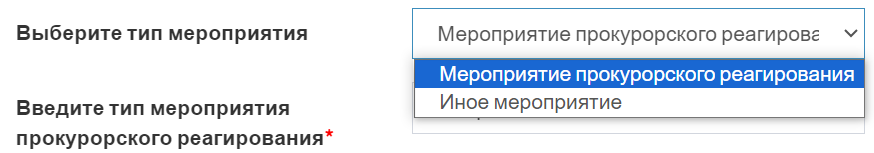 Выберите тип мероприятия
Мероприятие прокурорского реагирова
Мероприятие прокурорского реагирования
Иное мероприятие
Введите тип мероприятия
прокурорского реагирования*